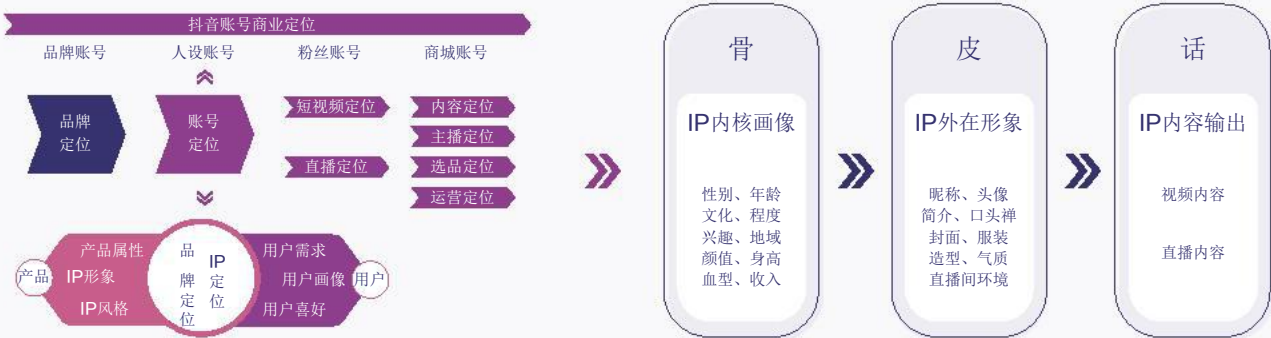 抖音账号商业定位
品牌账号
人设账号
粉丝账号
商城账号
品牌
定位
账号
定位
短视频定位
直播定位
内容定位
主播定位
选品定位
运营定位
产品
产品属性
IP形象
IP风格
品牌定位
IP定位
用户需求
用户画像
用户喜好
用户
骨
IP内核画像
性别、年龄
文化、程度
兴趣、地域
颜值、身高
血型、收入
皮
IP外在形象
昵称、头像
简介、口头禅
封面、服装
造型、气质
直播间环境
话
IP内容输出
视频内容
直播内容